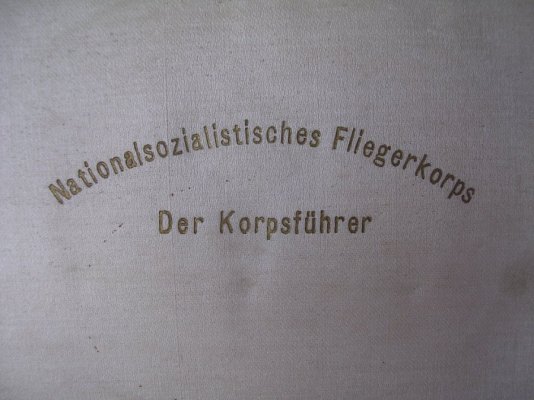 Nationalsozialistisches Fliegerkorps
Der Korpsführer